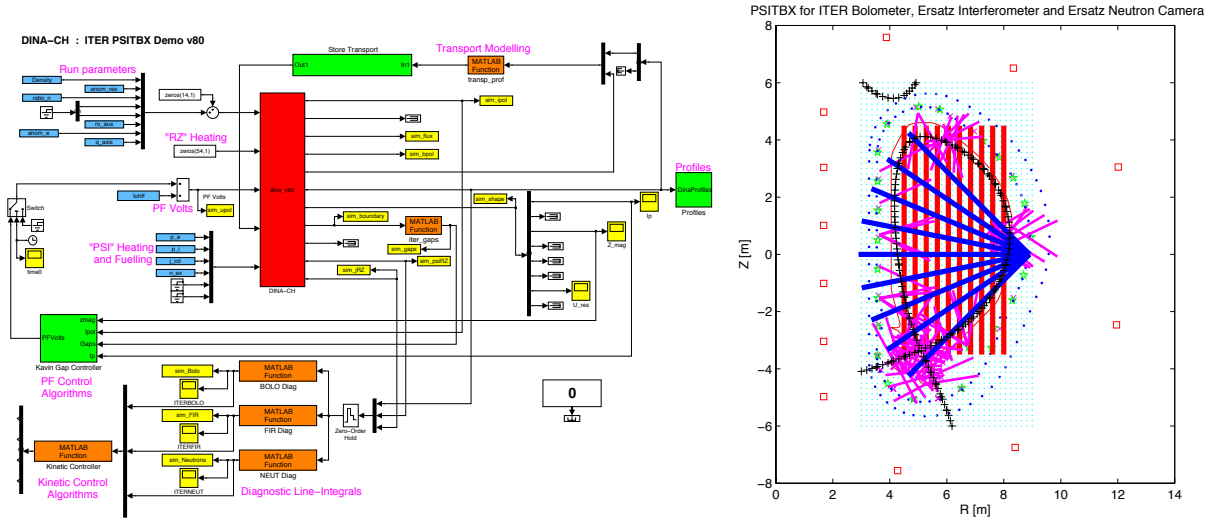 DINA−CH : ITER PSITBX Demo v80
Run parameters
Density
anom_res
ratio_n
ro_aux
anom_e
q_axis
zeros(14,1)
"RZ" Heating
zeros(54,1)
Store Transport
Out1
In1
Transport Modelling
MATLAB
Function
transp_prof
sim_ipol
sim_flux
sim_bpol
dina_v80
DINA−CH
Profiles
DinaProfiles
Profiles
Switch
time0
PF Volts
PF Volts
sim_upol
"PSI" Heating
and Fuelling
p_e
p_i
j_cd
n_ex
sim_boundary
MATLAB
Function
iter_gaps
sim_gaps
sim_psiRZ
sim_jRZ
sim_shape
Ip
Z_mag
U_res
PFVolts
zmag
Ipol
Gaps
Ip
Kavin Gap Controller
PF Control
Algorithms
sim_Bolo
ITERBOLO
MATLAB
Function
BOLO Diag
sim_FIR
ITERFIR
MATLAB
Function
FIR Diag
sim_Neutrons
ITERNEUT
MATLAB
Function
NEUT Diag
Zero−Order
Hold
0
MATLAB
Function
Kinetic Controller
Kinetic Control
Algorithms
Diagnostic Line−Integrals
PSITBX for ITER Bolometer, Ersatz Interferometer and Ersatz Neutron Camera
8
6
4
2
0
−2
−4
−6
−8
Z [m]
0
2
4
6
8
10
12
14
R [m]